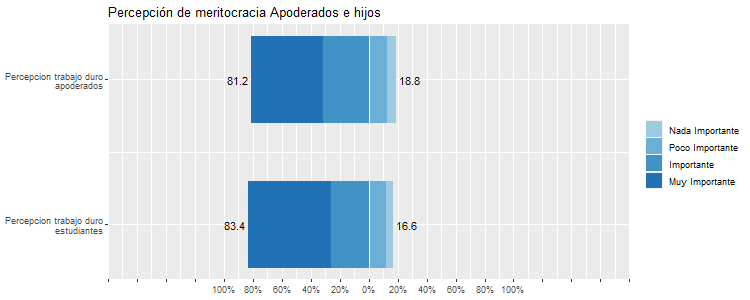 Percepción de meritocracia Apoderados e hijos
Percepcion trabajo duro
apoderados
81.2
18.8
Percepcion trabajo duro
estudiantes
83.4
16.6
100% 80% 60% 40% 20% 0% 20% 40% 60% 80% 100%
Nada Importante
Poco Importante
Importante
Muy Importante